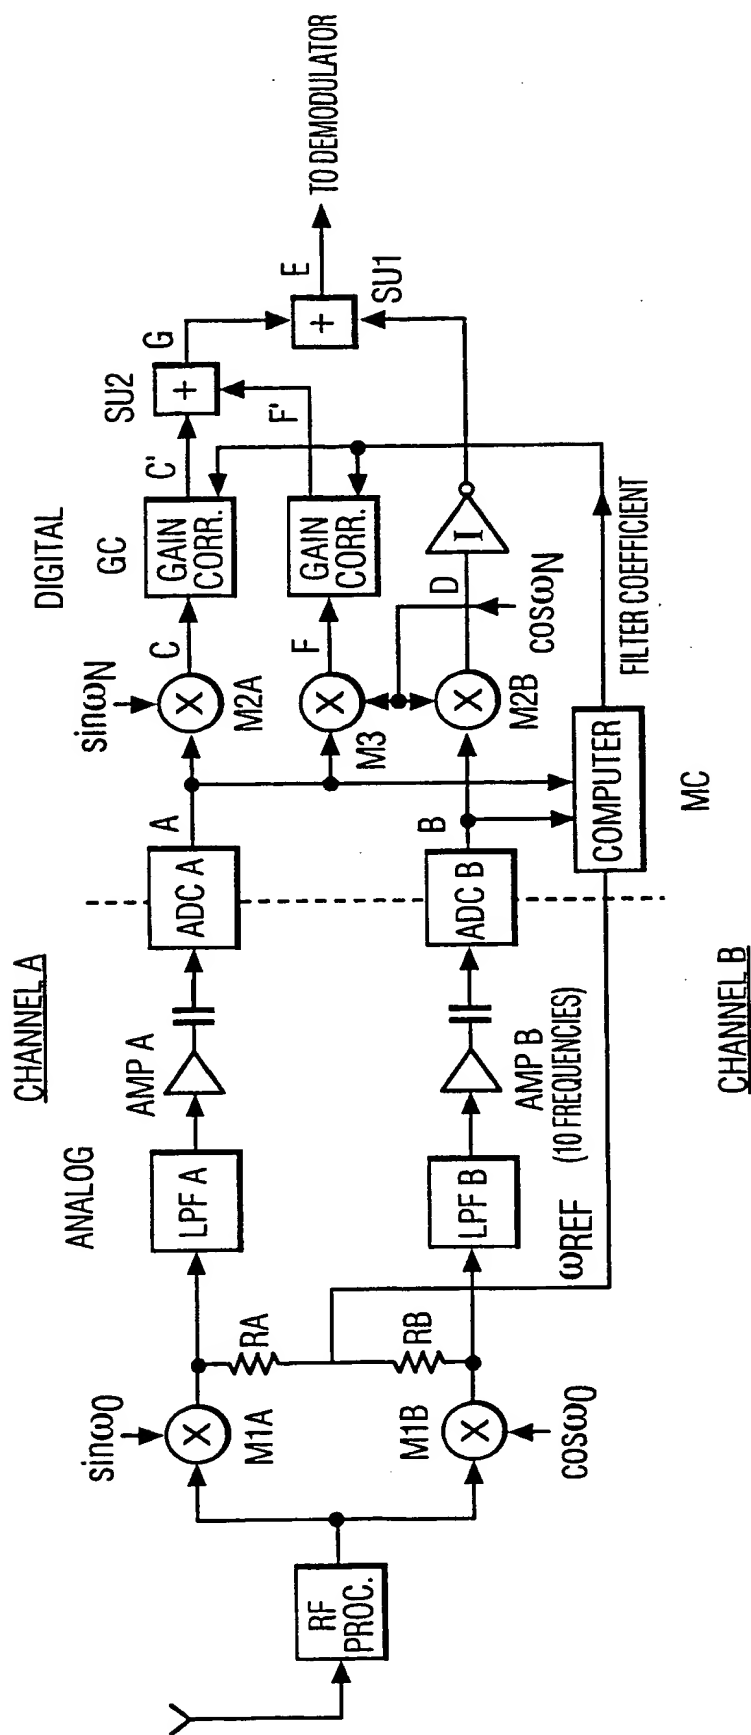 CHANNEL A
ANALOG
DIGITAL
RF
PROC.
sinω0
M1A
RA
LPF A
AMP A
ADC A
A
sinωN
M2A
C
GC
GAIN
CORR.
C'
SU2
+
G
M3
F
GAIN
CORR.
F'
+
E
SU1
TO DEMODULATOR
M1B
cosω0
RB
LPF B
AMP B
(10 FREQUENCIES)
ADC B
B
M2B
D
cosωN
I
ωREF
COMPUTER
MC
FILTER COEFFICIENT
CHANNEL B
X
X
X
X
X